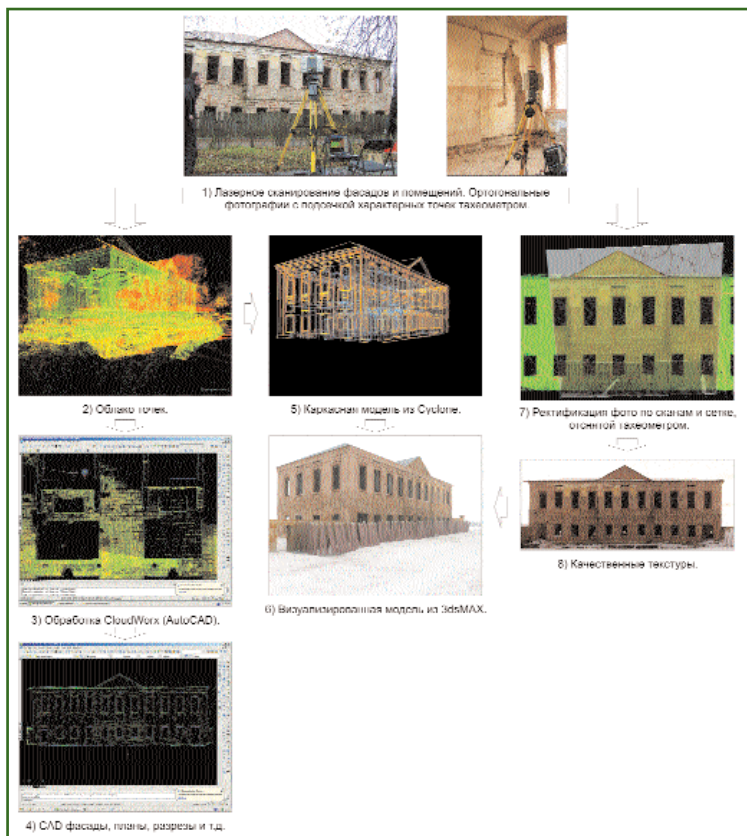 1) Лазерное сканирование фасадов и помещений. Ортогональные
фотографии с подсечкой характерных точек тахеометром.
2) Облако точек.
5) Каркасная модель из Cyclone.
7) Ректификация фото по сканам и сетке,
отснятой тахеометром.
3) Обработка CloudWorx (AutoCAD).
6) Визуализированная модель из 3dsMAX.
8) Качественные текстуры.
4) CAD фасады, планы, разрезы и т.д.